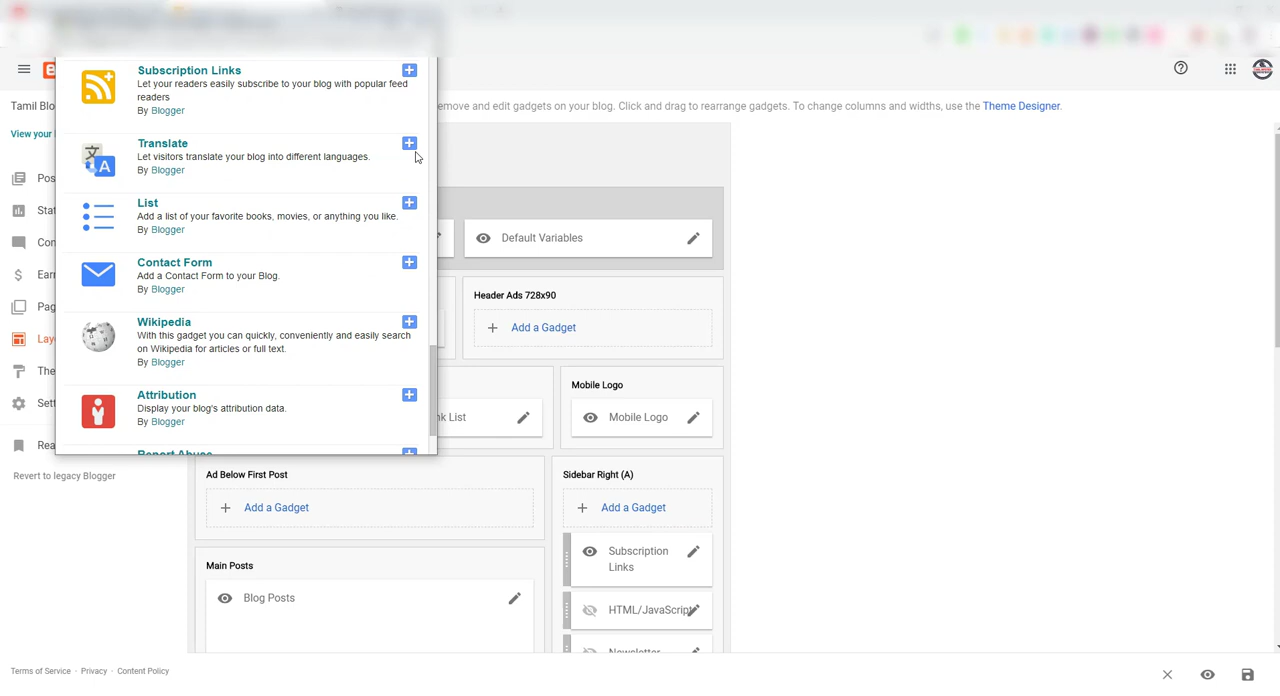 Subscription Links
Let your readers easily subscribe to your blog with popular feed
readers
By Blogger
Translate
Let visitors translate your blog into different languages.
By Blogger
List
Add a list of your favorite books, movies, or anything you like.
By Blogger
Contact Form
Add a Contact Form to your Blog.
By Blogger
Wikipedia
With this gadget you can quickly, conveniently and easily search
on Wikipedia for articles or full text.
By Blogger
Attribution
Display your blog's attribution data.
By Blogger
Report Abuse
Tamil Blo
emove and edit gadgets on your blog. Click and drag to rearrange gadgets. To change columns and widths, use the Theme Designer.
View your
Pos
Stat
Con
Earr
Pag
Layo
The
Sett
Rea
Revert to legacy Blogger
Default Variables
Header Ads 728x90
Add a Gadget
nk List
Mobile Logo
Mobile Logo
Ad Below First Post
Add a Gadget
Sidebar Right (A)
Add a Gadget
Subscription
Links
HTML/JavaScript
Newsletter
Main Posts
Blog Posts
Terms of Service · Privacy · Content Policy